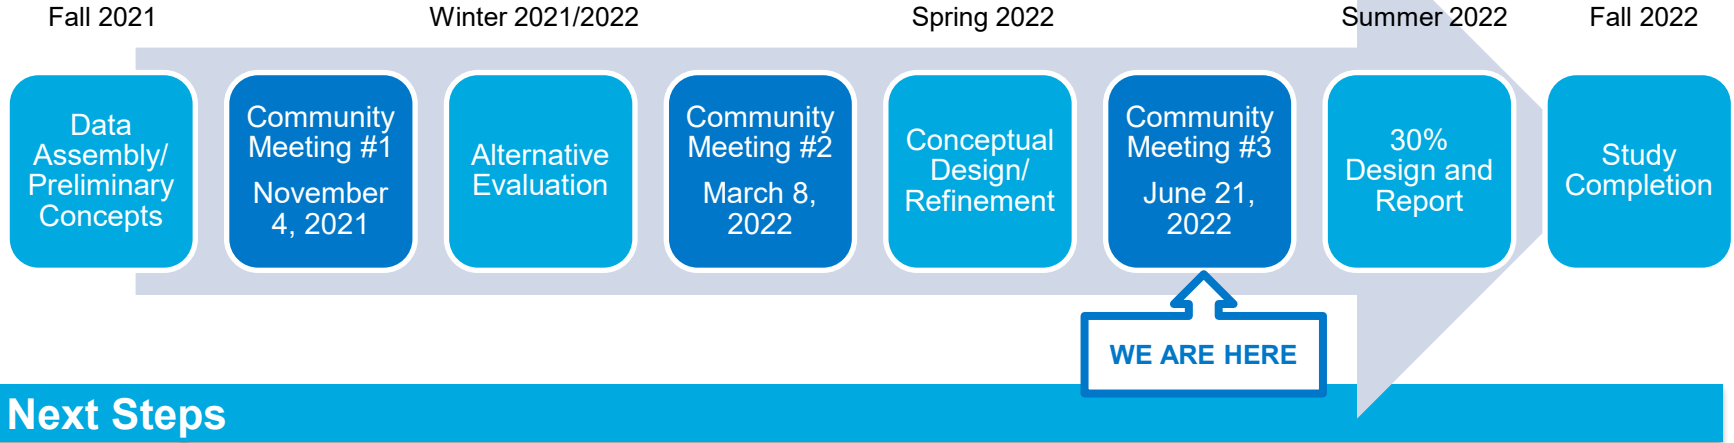 Fall 2021
Winter 2021/2022
Spring 2022
Summer 2022
Fall 2022
Data
Assembly/
Preliminary
Concepts
Community
Meeting #1
November
4, 2021
Alternative
Evaluation
Community
Meeting #2
March 8,
2022
Conceptual
Design/
Refinement
Community
Meeting #3
June 21,
2022
30%
Design and
Report
Study
Completion
WE ARE HERE
Next Steps